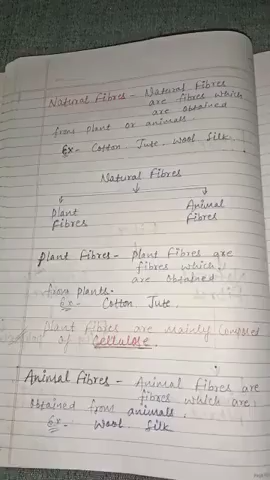 Natural Fibres - Natural Fibres
are fibres which
are obtained
from plant or animals.
Ex- Cotton, Jute, Wool Silk.
Natural Fibres
Plant Animal
Fibres Fibres
Plant Fibres - Plant Fibres are
fibres which
are obtained
from plants.
Ex- Cotton, Jute.
Plant Fibres are mainly composed
of Cellulose.
Animal Fibres - Animal Fibres are
fibres which are
obtained from animals.
Ex- Wool Silk